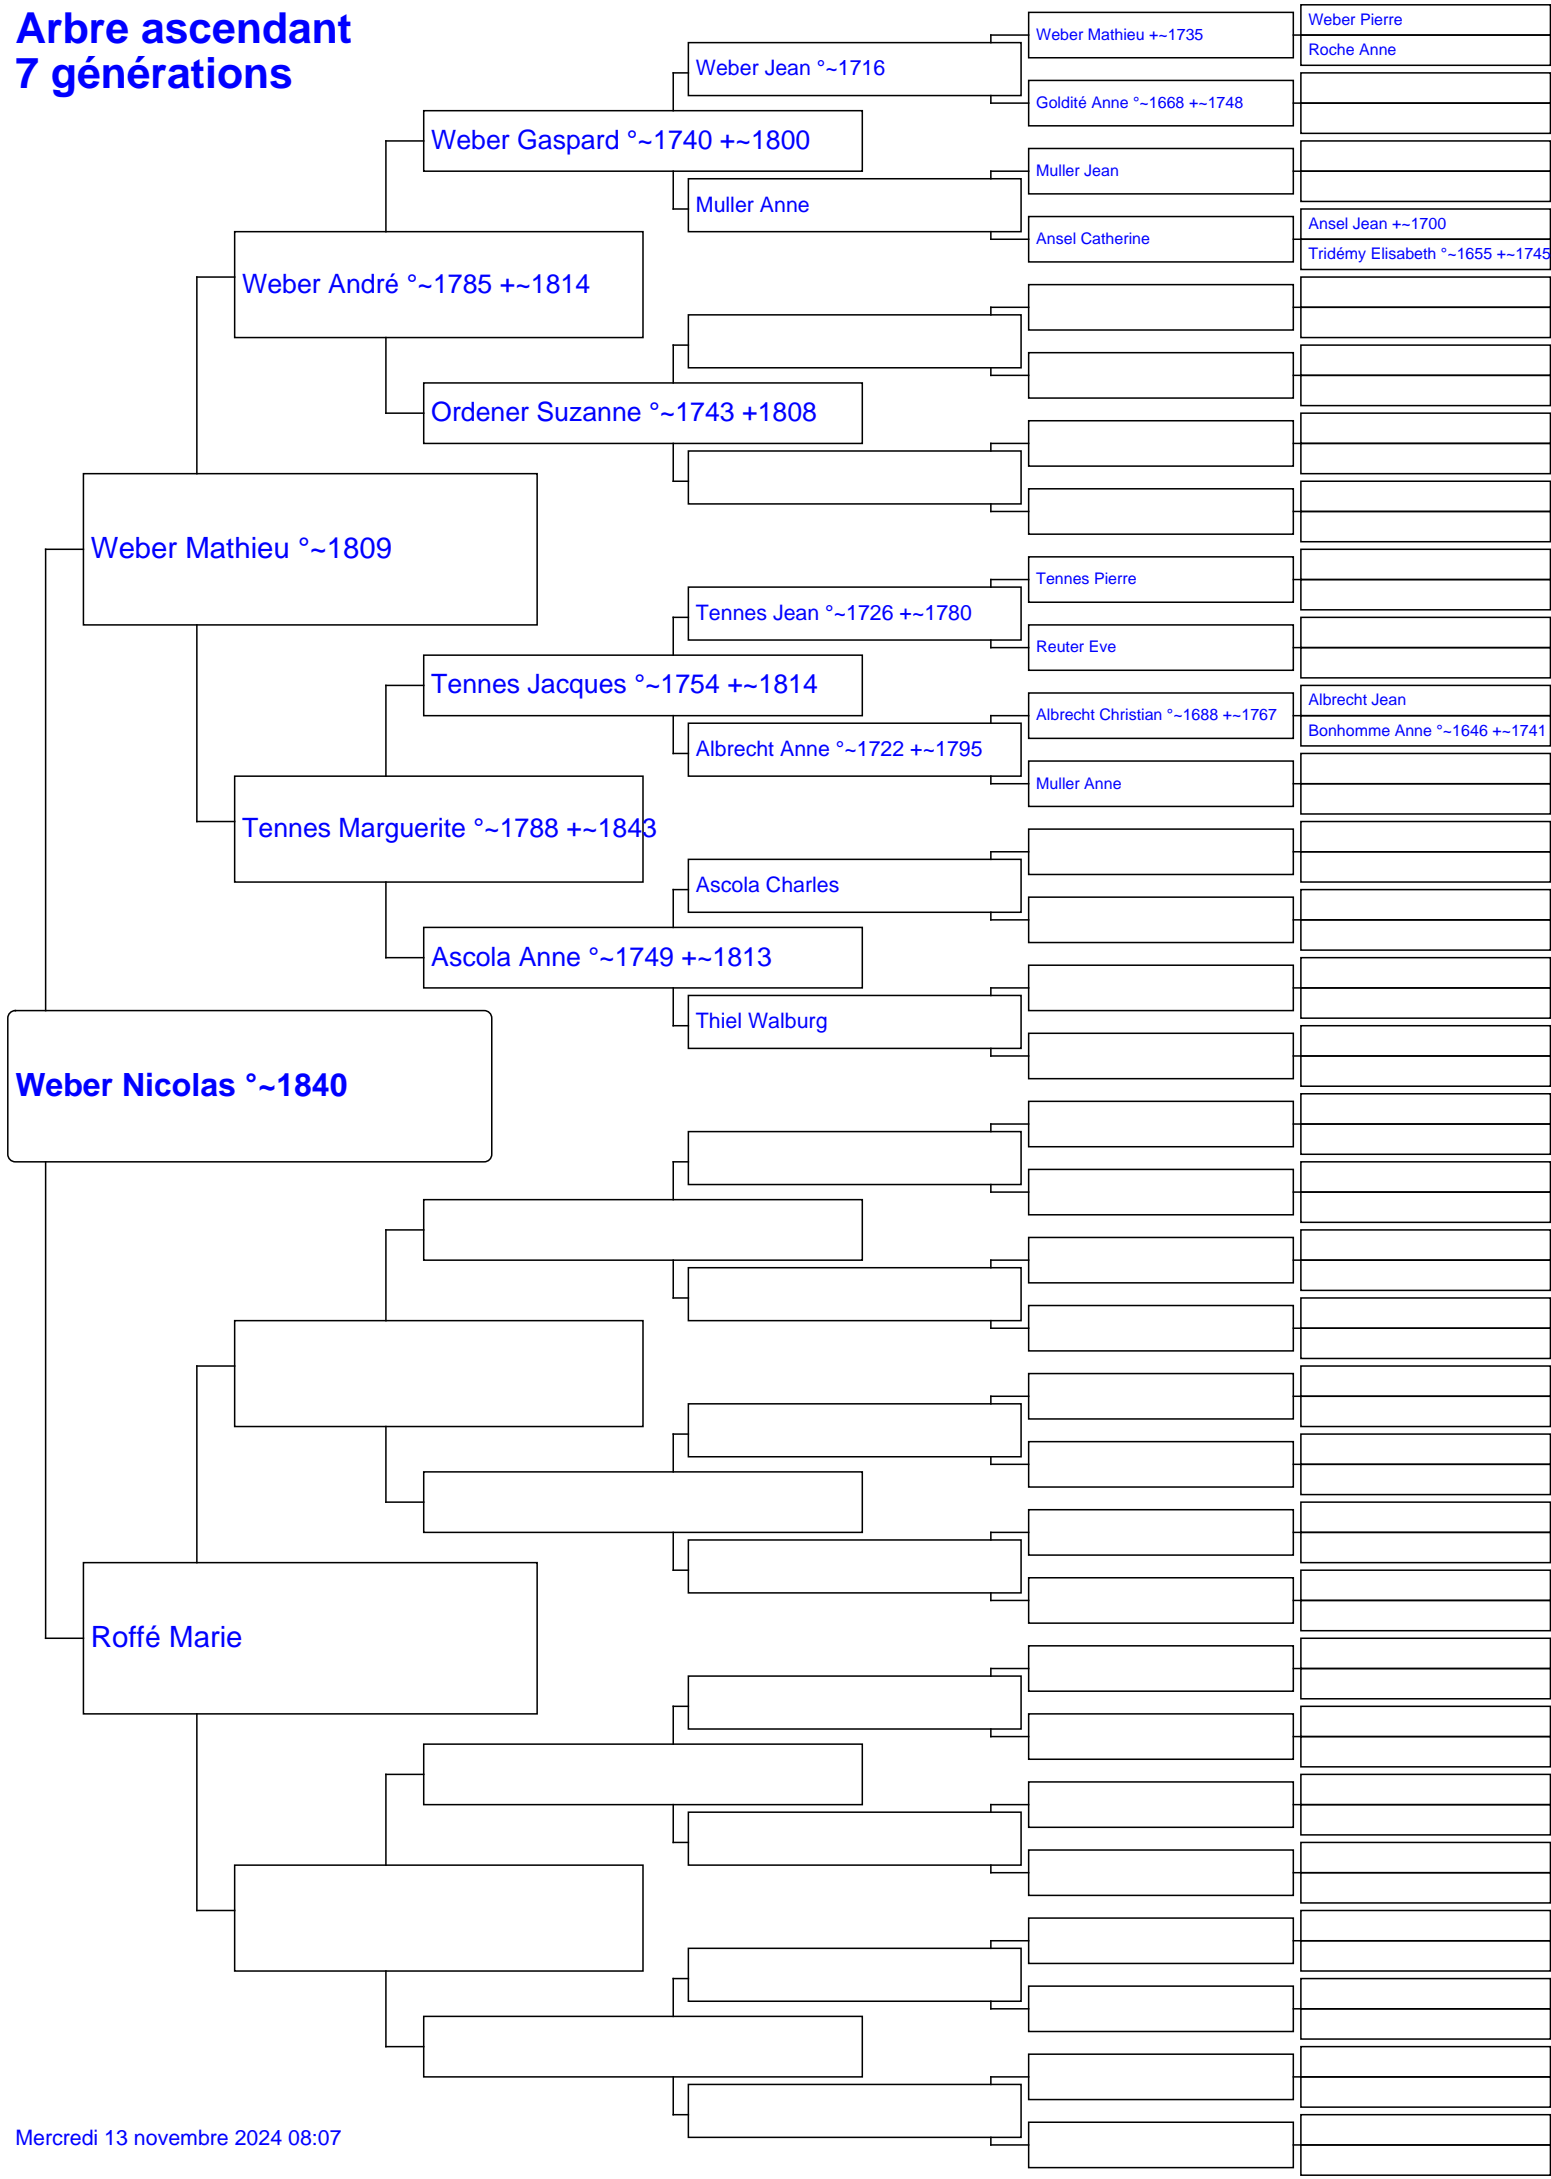 Arbre ascendant
7 générations
Weber Mathieu +~1735
Weber Pierre
Roche Anne
Weber Jean °~1716
Goldité Anne °~1668 +~1748
Weber Gaspard °~1740 +~1800
Muller Jean
Muller Anne
Ansel Catherine
Ansel Jean +~1700
Tridémy Elisabeth °~1655 +~1745
Weber André °~1785 +~1814
Ordener Suzanne °~1743 +1808
Weber Mathieu °~1809
Tennes Pierre
Tennes Jean °~1726 +~1780
Reuter Eve
Tennes Jacques °~1754 +~1814
Albrecht Christian °~1688 +~1767
Albrecht Jean
Bonhomme Anne °~1646 +~1741
Albrecht Anne °~1722 +~1795
Muller Anne
Tennes Marguerite °~1788 +~1843
Ascola Charles
Ascola Anne °~1749 +~1813
Thiel Walburg
Weber Nicolas °~1840
Roffé Marie
Mercredi 13 novembre 2024 08:07